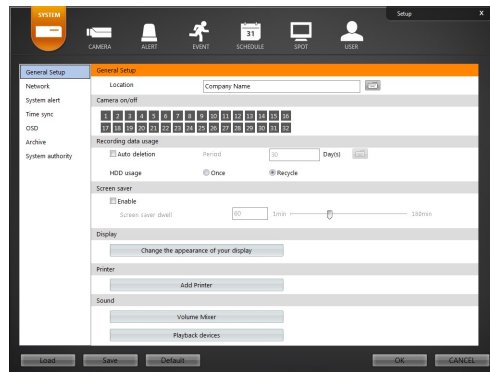 SYSTEM
Setup
X
31
CAMERA ALERT EVENT SCHEDULE SPOT USER
General Setup
Network
System alert
Time sync
OSD
Archive
System authority
General Setup
Location Company Name
Camera on/off
1 2 3 4 5 6 7 8 9 10 11 12 13 14 15 16
17 18 19 20 21 22 23 24 25 26 27 28 29 30 31 32
Recording data usage
Auto deletion Period 30 Day(s)
HDD usage Once Recycle
Screen saver
Enable
Screen saver dwell 60 1min 168min
Display
Change the appearance of your display
Printer
Add Printer
Sound
Volume Mixer
Playback devices
Load Save Default OK CANCEL